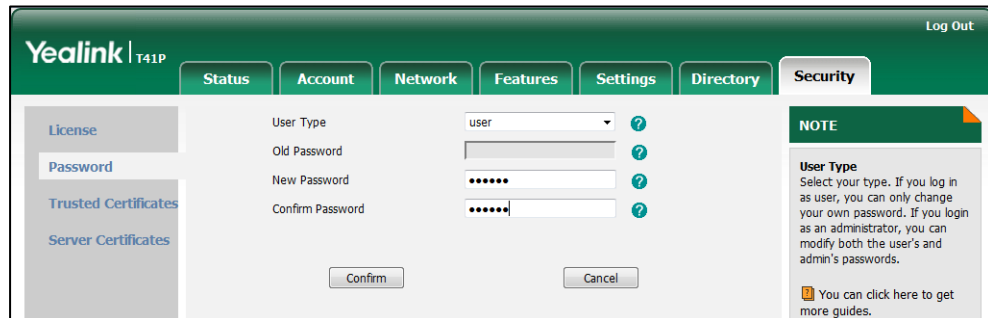 Log Out
Yealink T41P
Status Account Network Features Settings Directory Security
License
Password
Trusted Certificates
Server Certificates
User Type user
Old Password
New Password ••••••
Confirm Password ••••••
Confirm Cancel
NOTE
User Type
Select your type. If you log in
as user, you can only change
your own password. If you login
as an administrator, you can
modify both the user's and
admin's passwords.
You can click here to get
more guides.